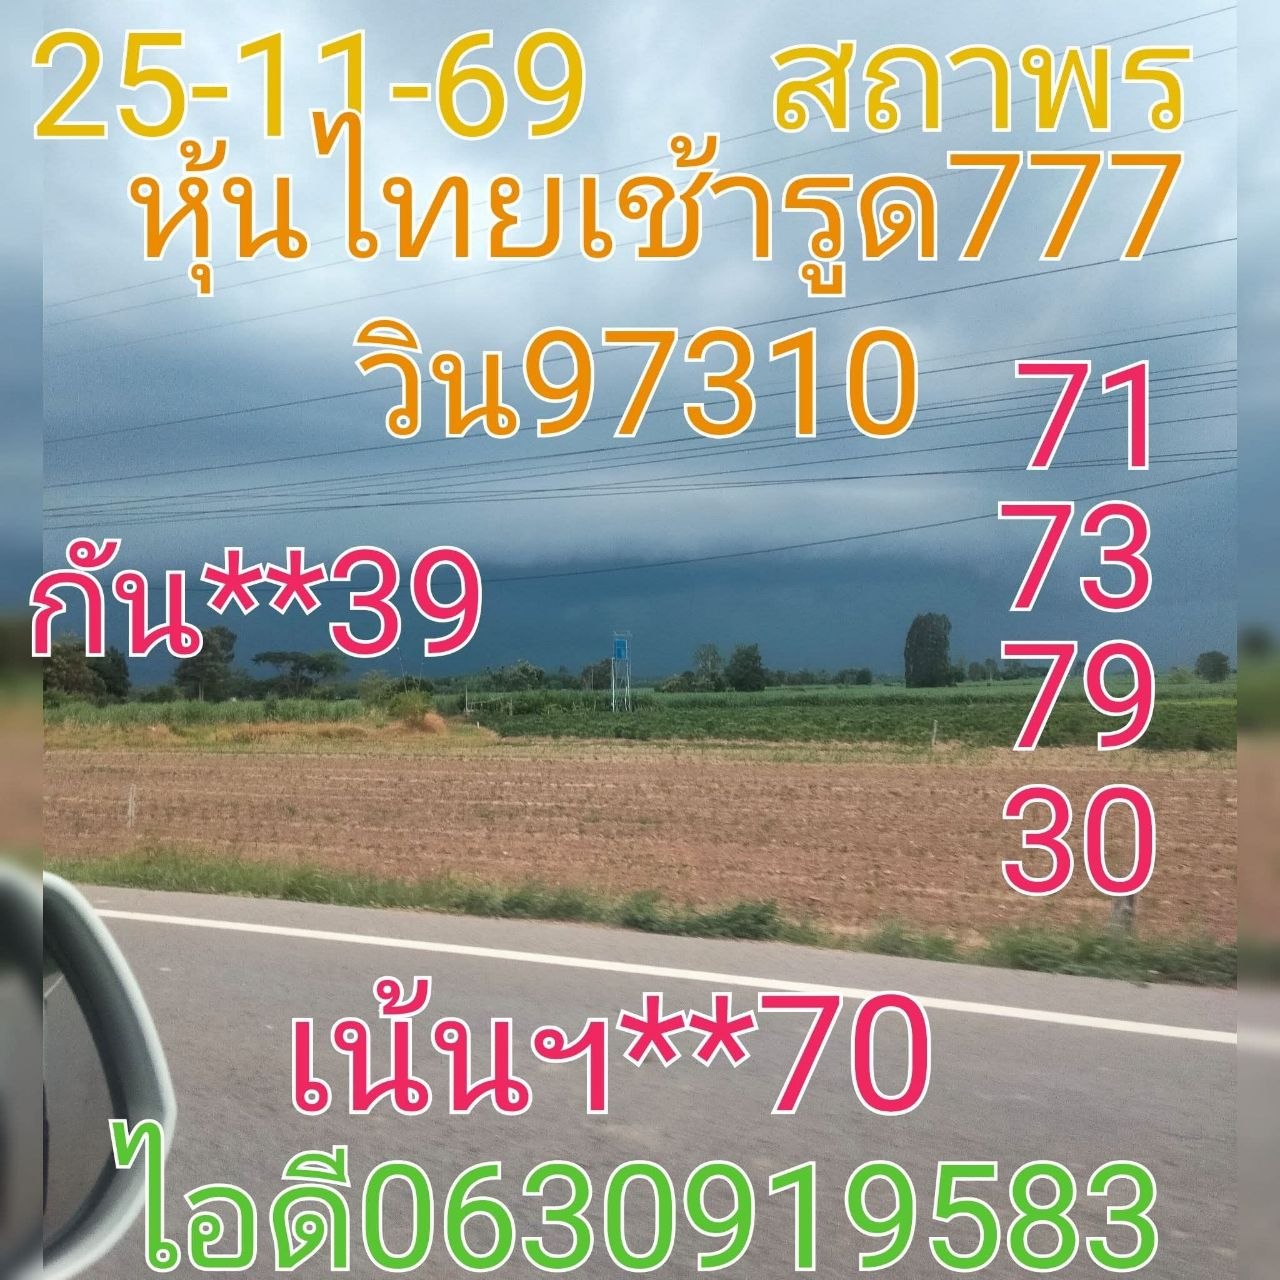 25-11-69 สถาพร
หุ้นไทยเช้ารูด777
วิน97310
71
73
กัน**39
79
30
เน้นฯ**70
ไอดี0630919583